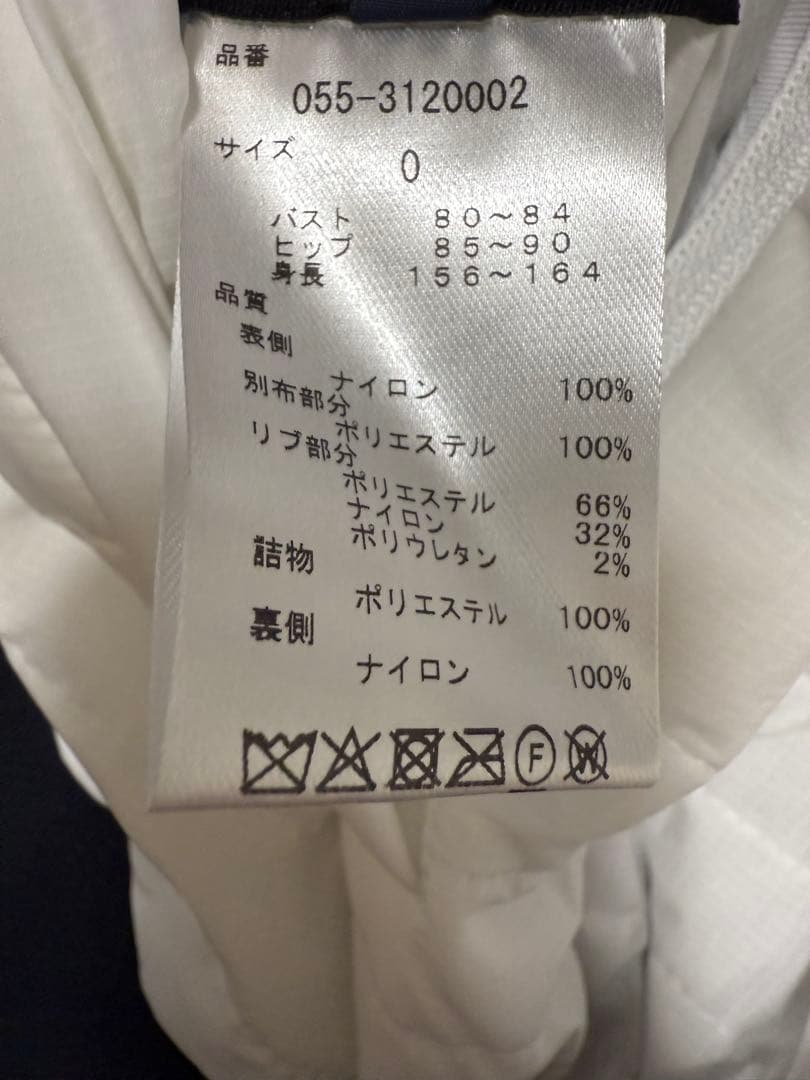 品番
055-3120002
サイズ
0
バスト 80~84
ヒップ 85~90
身長 156~164
品質
表側
ナイロン 100%
別布部分
ポリエステル 100%
リブ部分
ポリエステル 66%
ナイロン 32%
ポリウレタン 2%
詰物
ポリエステル 100%
裏側
ナイロン 100%
F W